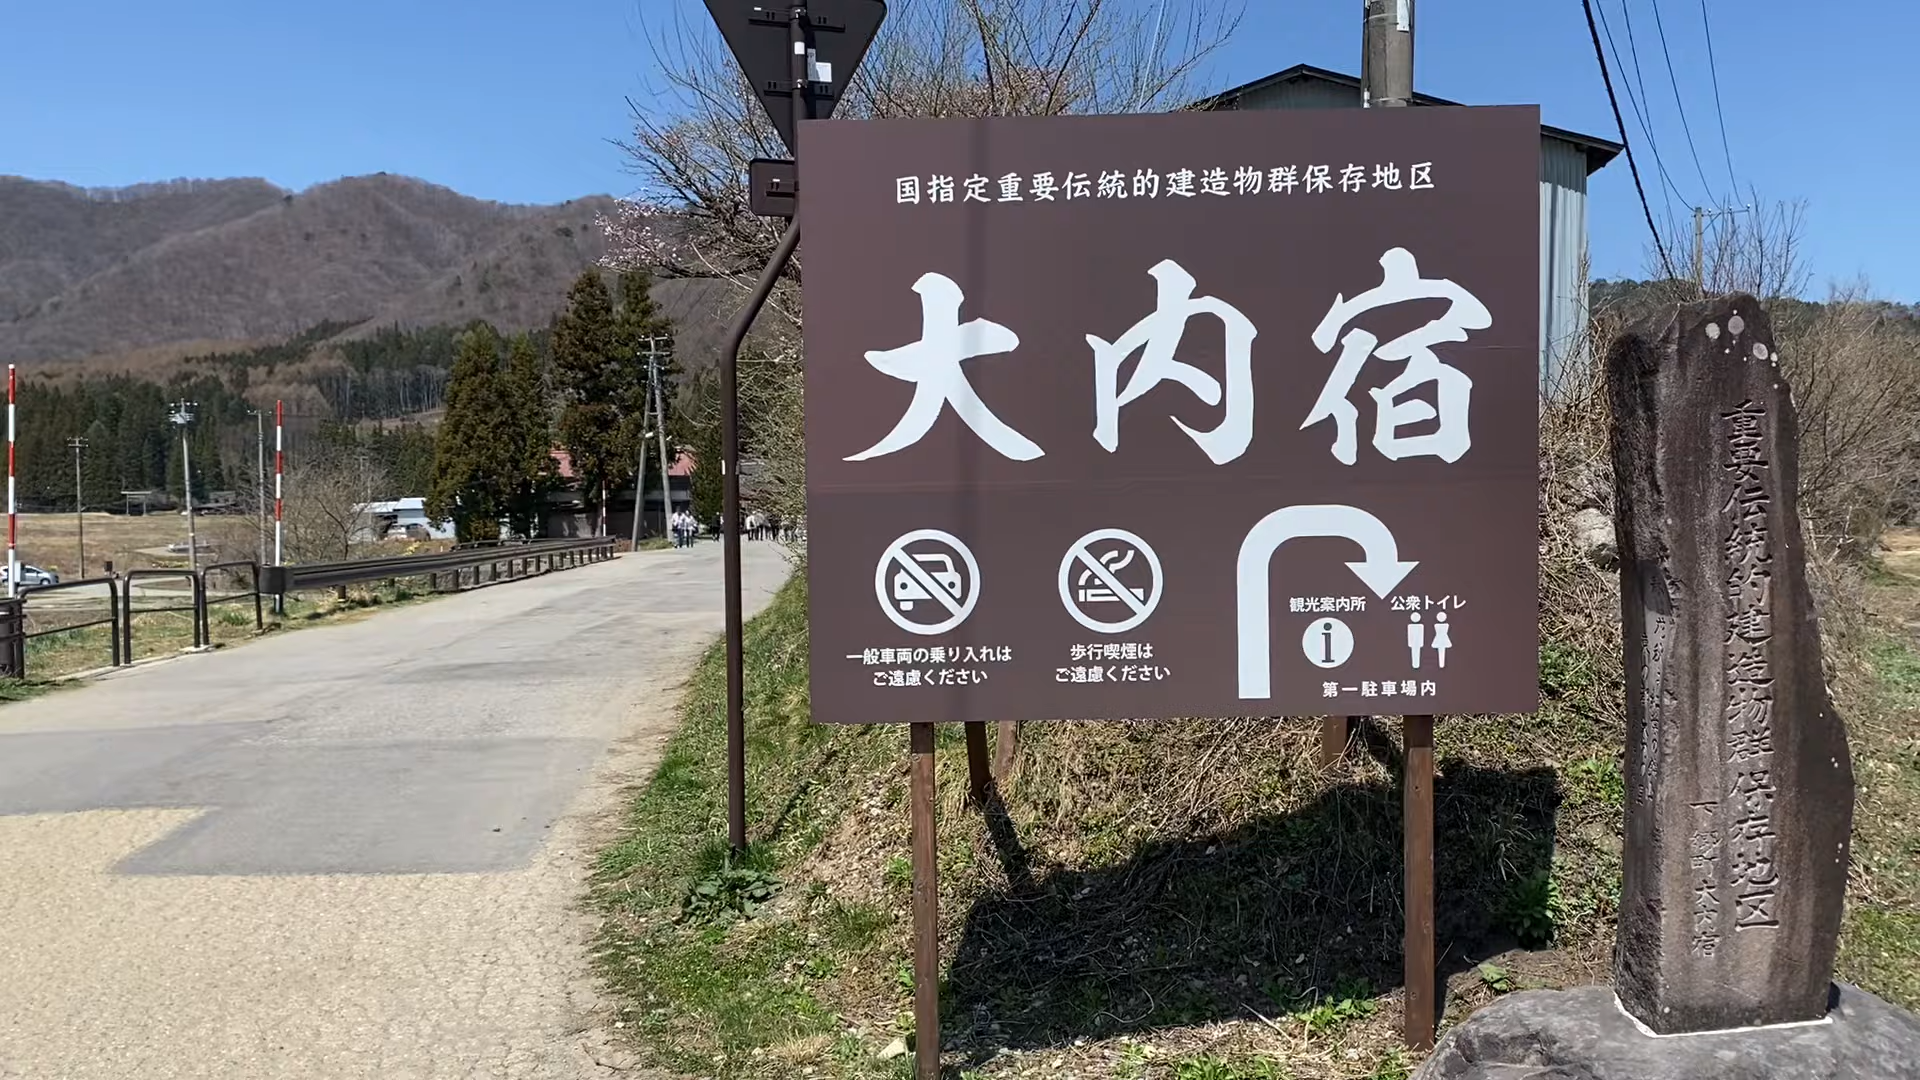 国指定重要伝統的建造物群保存地区
大内宿
一般車両の乗り入れは
ご遠慮ください
歩行喫煙は
ご遠慮ください
観光案内所
公衆トイレ
第一駐車場内
重要伝統的建造物群保存地区
下郷町大内宿